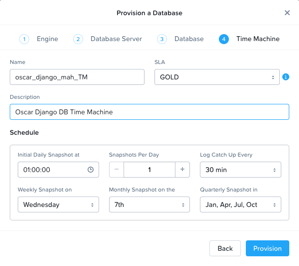 Provision a Database
1 Engine 2 Database Server 3 Database 4 Time Machine
Name SLA
oscar_django_mah_TM GOLD
Description
Oscar Django DB Time Machine
Schedule
Initial Daily Snapshot at Snapshots Per Day Log Catch Up Every
01:00:00 1 30 min
Weekly Snapshot on Monthly Snapshot on the Quarterly Snapshot in
Wednesday 7th Jan, Apr, Jul, Oct
Back Provision